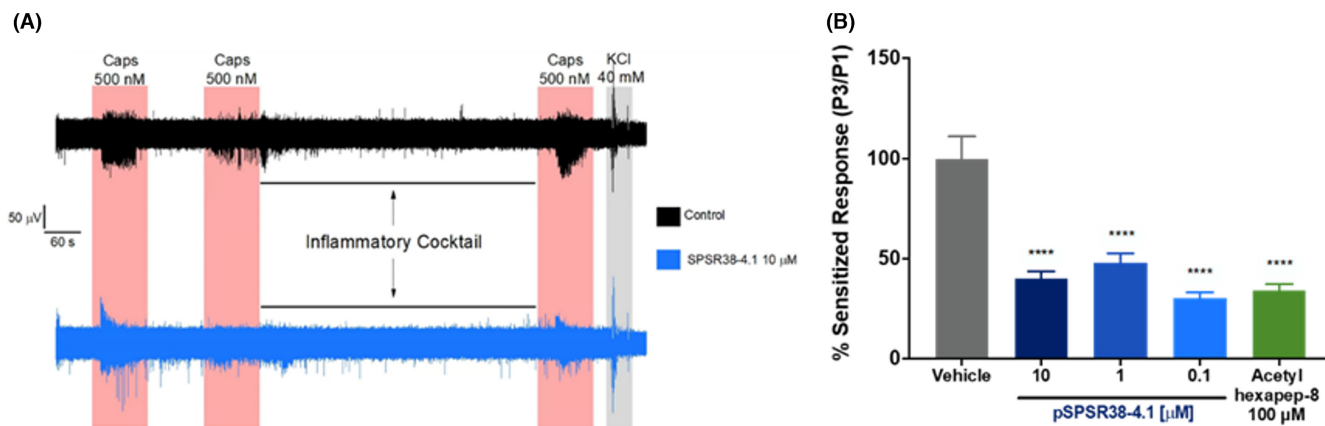 (A)
Caps
500 nM
Caps
500 nM
Caps
500 nM
KCl
40 mM
50 µV
60 s
Inflammatory Cocktail
Control
SPSR38-4.1 10 µM
(B)
% Sensitized Response (P3/P1)
150
100
50
0
****
****
****
****
Vehicle
10
1
0.1
Acetyl
hexapep-8
100 µM
pSPSR38-4.1 [µM]